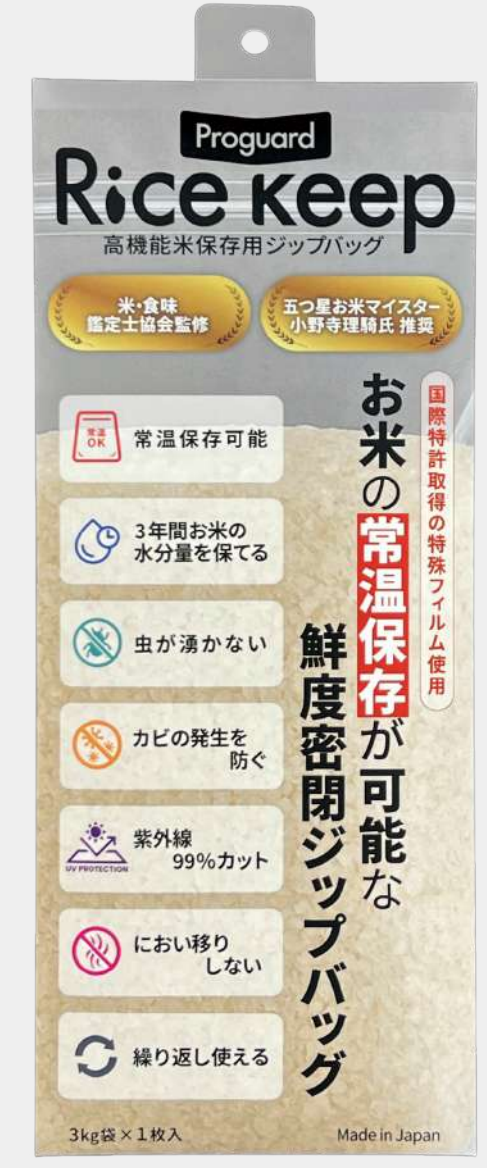 Proguard
Rice Keep
高機能米保存用ジップバッグ
米・食味
鑑定士協会監修
五つ星お米マイスター
小野寺理騎氏 推奨
国際特許取得の特殊フィルム使用
お米の常温保存が可能な
鮮度密閉ジップバッグ
常温
OK
常温保存可能
3年間お米の
水分量を保てる
虫が湧かない
カビの発生を
防ぐ
UV PROTECTION
紫外線
99%カット
におい移り
しない
繰り返し使える
3kg袋×1枚入
Made in Japan